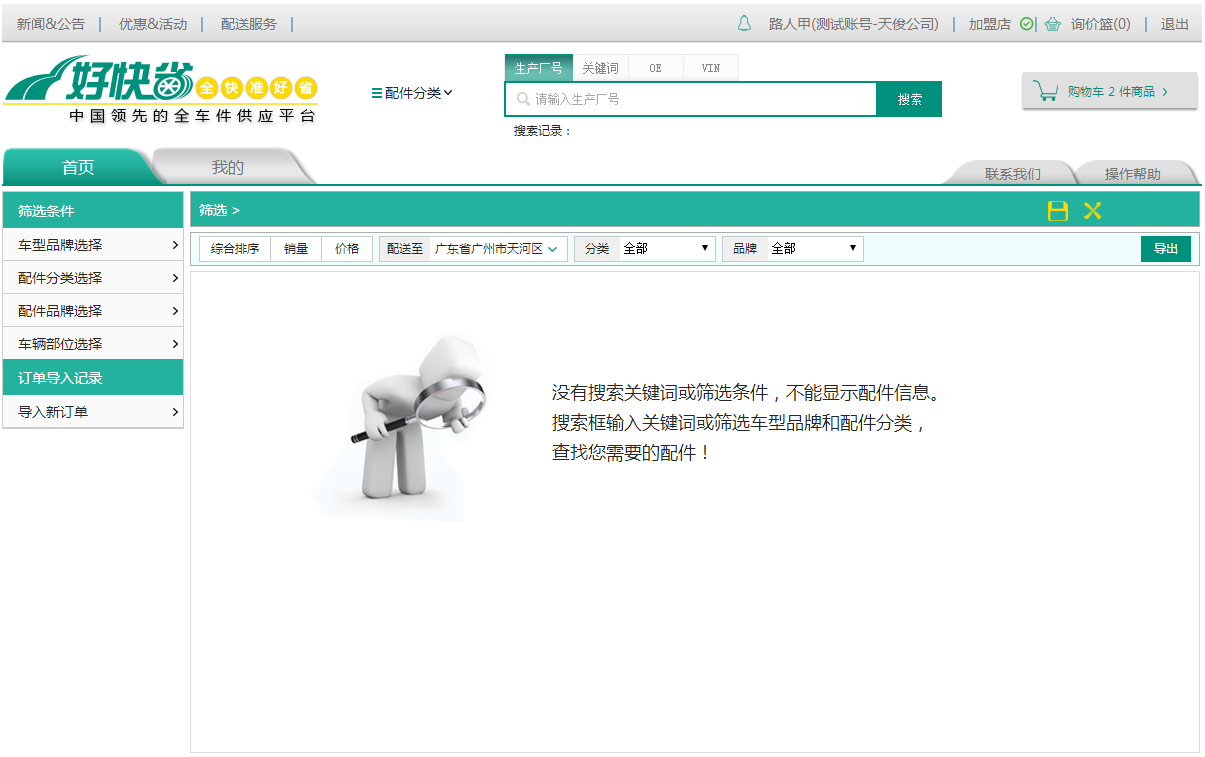 新闻&公告 | 优惠&活动 | 配送服务 |
路人甲(测试账号-天俊公司) | 加盟店 | 询价篮(0) | 退出
好快省 全快准好省
中国领先的全车件供应平台
配件分类
生产厂号 关键词 OE VIN
请输入生产厂号 搜索
搜索记录：
购物车 2 件商品 >
首页 我的 联系我们 操作帮助
筛选条件
车型品牌选择 >
配件分类选择 >
配件品牌选择 >
车辆部位选择 >
订单导入记录
导入新订单 >
筛选 >
综合排序 销量 价格 配送至 广东省广州市天河区 分类 全部 品牌 全部 导出
没有搜索关键词或筛选条件，不能显示配件信息。
搜索框输入关键词或筛选车型品牌和配件分类，
查找您需要的配件！